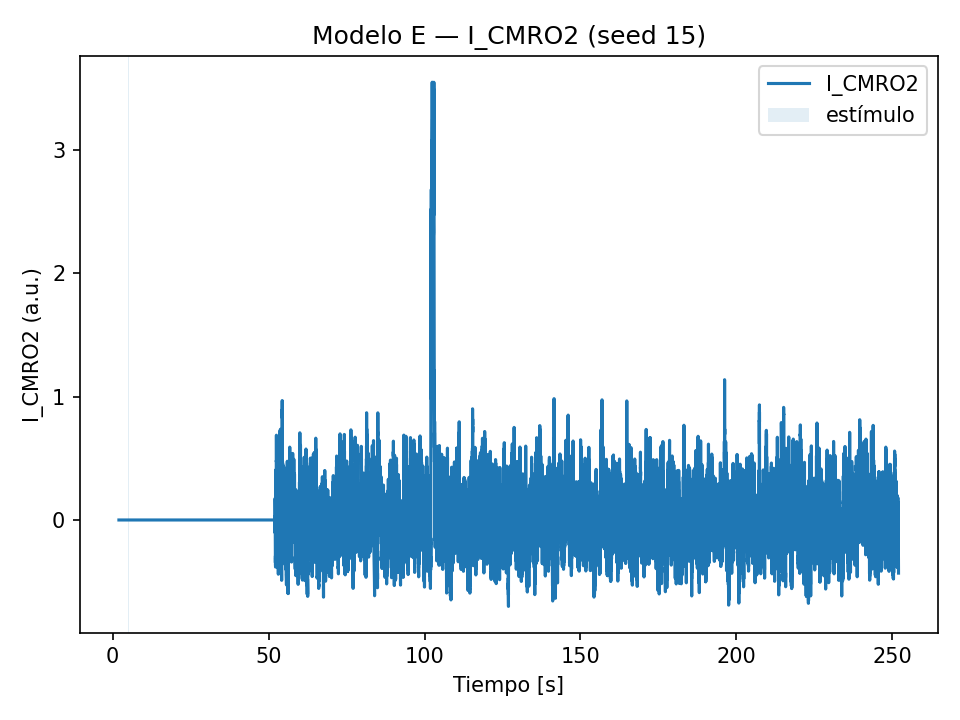 Modelo E — I_CMRO2 (seed 15)
I_CMRO2
estímulo
I_CMRO2 (a.u.)
3
2
1
0
0 50 100 150 200 250
Tiempo [s]